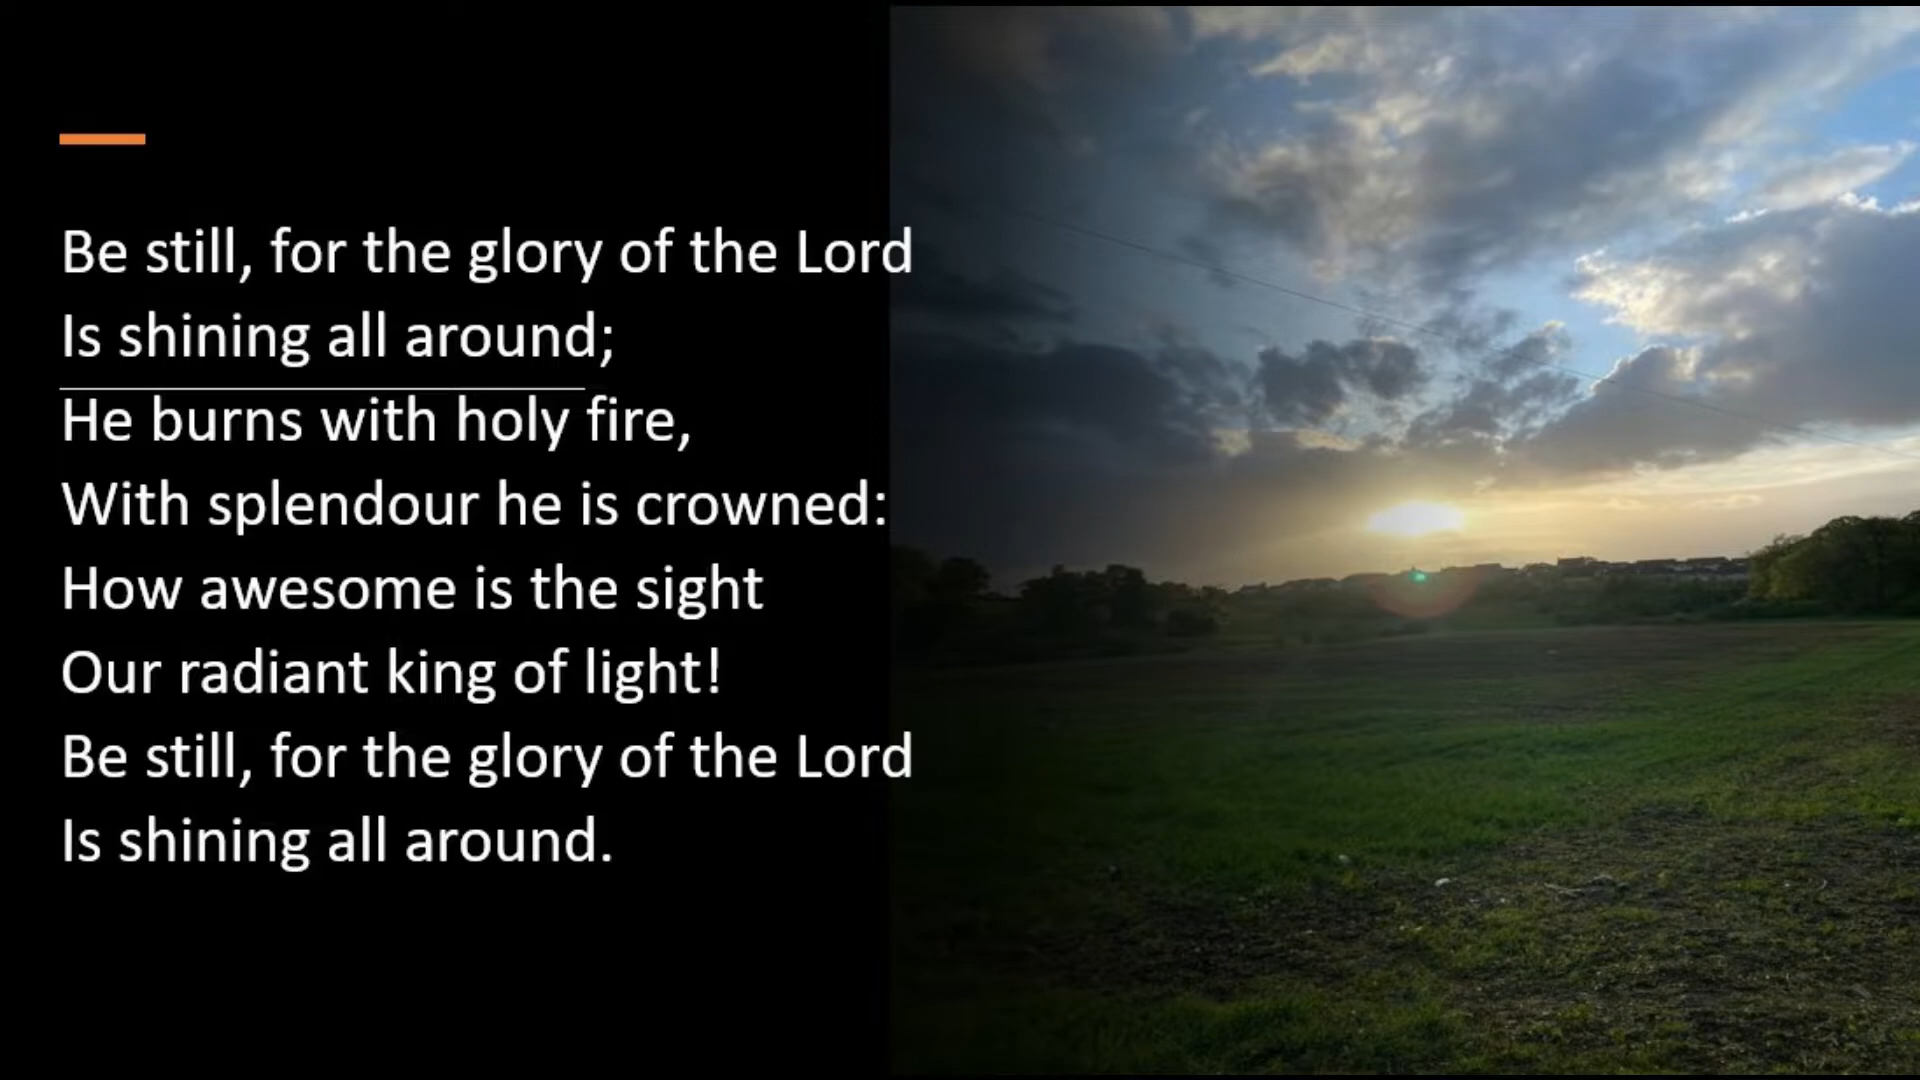 Be still, for the glory of the Lord
Is shining all around;
He burns with holy fire,
With splendour he is crowned:
How awesome is the sight
Our radiant king of light!
Be still, for the glory of the Lord
Is shining all around.